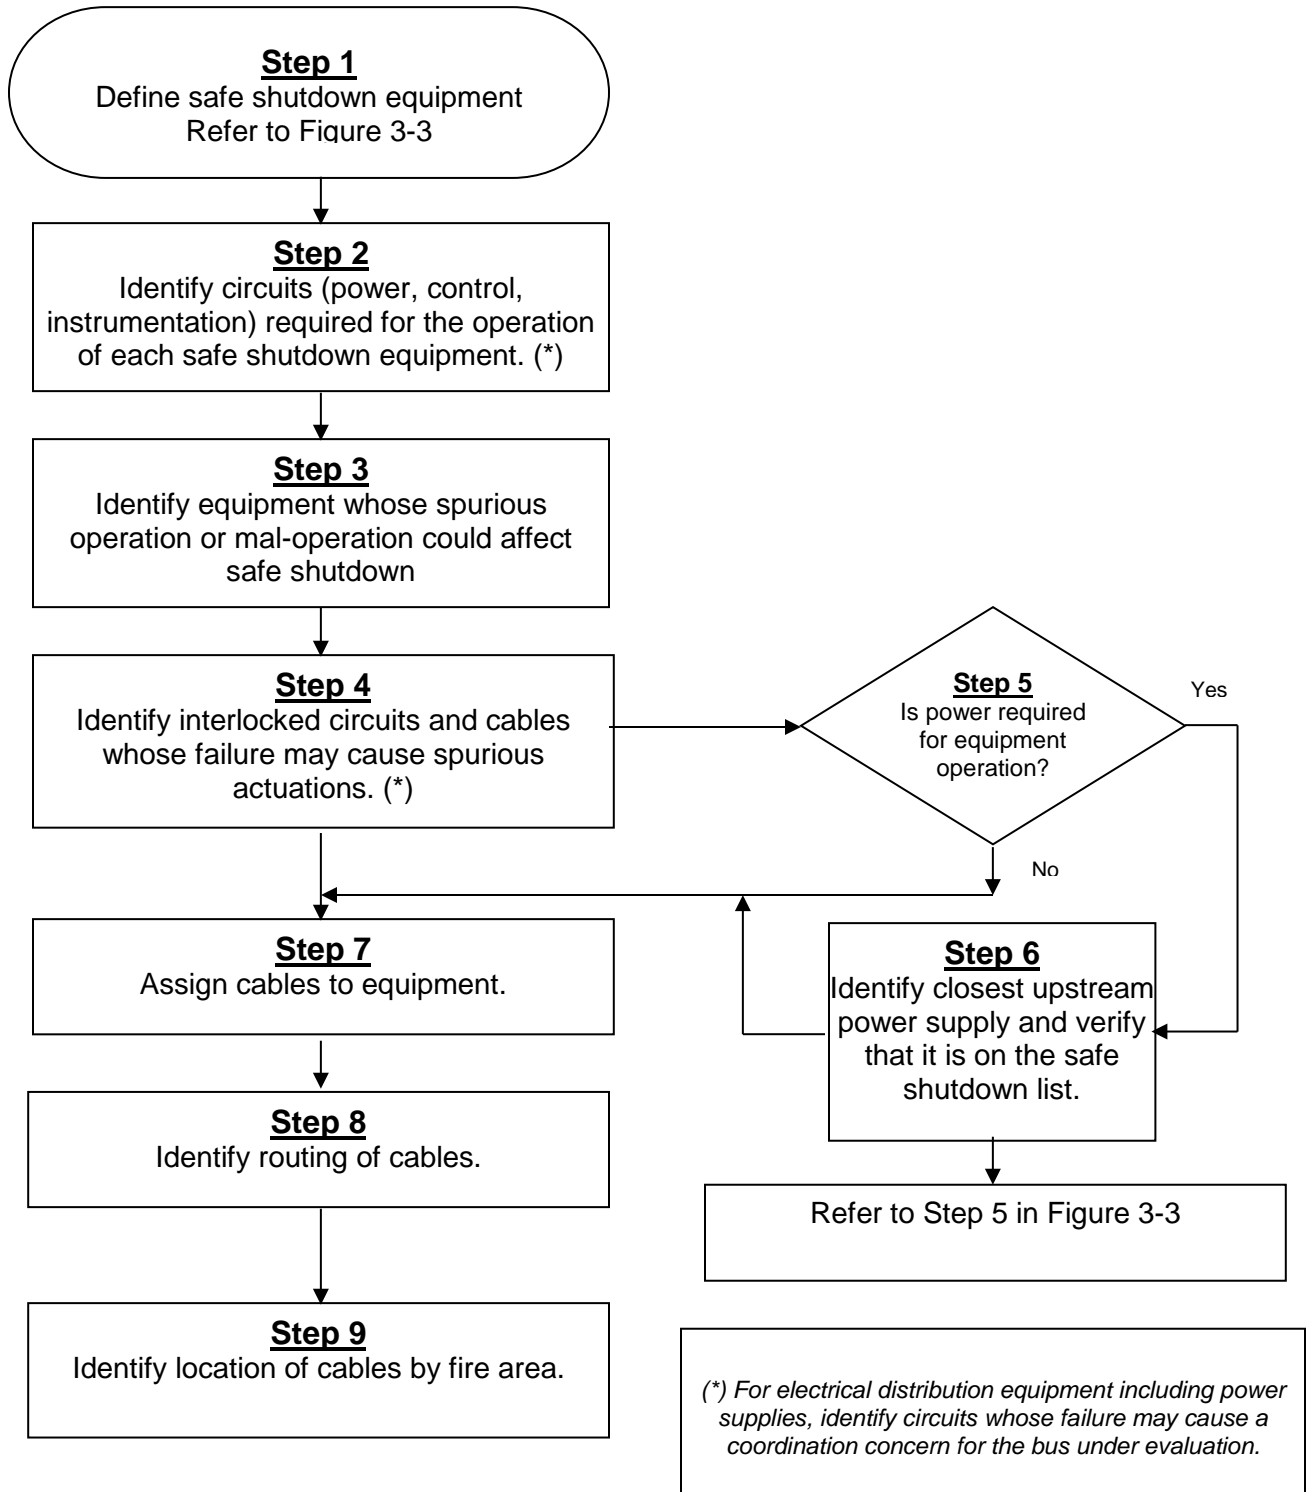 Step 1
Define safe shutdown equipment
Refer to Figure 3-3
Step 2
Identify circuits (power, control,
instrumentation) required for the operation
of each safe shutdown equipment. (*)
Step 3
Identify equipment whose spurious
operation or mal-operation could affect
safe shutdown
Step 4
Identify interlocked circuits and cables
whose failure may cause spurious
actuations. (*)
Step 5
Is power required
for equipment
operation?
Yes
No
Step 6
Identify closest upstream
power supply and verify
that it is on the safe
shutdown list.
Refer to Step 5 in Figure 3-3
Step 7
Assign cables to equipment.
Step 8
Identify routing of cables.
Step 9
Identify location of cables by fire area.
(*) For electrical distribution equipment including power
supplies, identify circuits whose failure may cause a
coordination concern for the bus under evaluation.